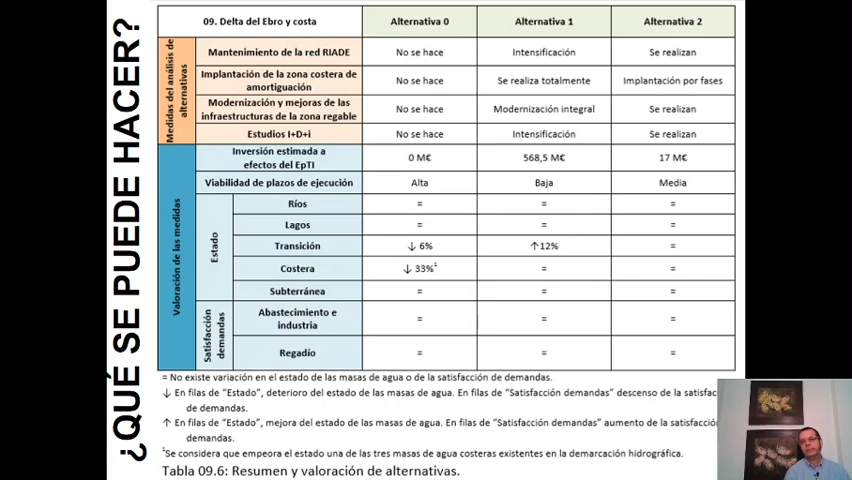 ¿QUÉ SE PUEDE HACER?
09. Delta del Ebro y costa Alternativa 0 Alternativa 1 Alternativa 2
Medidas del análisis de alternativas
Mantenimiento de la red RIADE No se hace Intensificación Se realizan
Implantación de la zona costera de
amortiguación No se hace Se realiza totalmente Implantación por fases
Modernización y mejoras de las
infraestructuras de la zona regable No se hace Modernización integral Se realizan
Estudios I+D+i No se hace Intensificación Se realizan
Valoración de las medidas
Inversión estimada a
efectos del EpTI 0 M€ 568,5 M€ 17 M€
Viabilidad de plazos de ejecución Alta Baja Media
Estado
Ríos = = =
Lagos = = =
Transición ↓ 6% ↑12% =
Costera ↓ 33%¹ = =
Subterránea = = =
Satisfacción demandas
Abastecimiento e
industria = = =
Regadío = = =
= No existe variación en el estado de las masas de agua o de la satisfacción de demandas.
↓ En filas de “Estado”, deterioro del estado de las masas de agua. En filas de “Satisfacción demandas” descenso de la
de demandas.
↑ En filas de “Estado”, mejora del estado de las masas de agua. En filas de “Satisfacción demandas” aumento de la
demandas.
¹Se considera que empeora el estado una de las tres masas de agua costeras existentes en la demarcación hidrográfica.
Tabla 09.6: Resumen y valoración de alternativas.